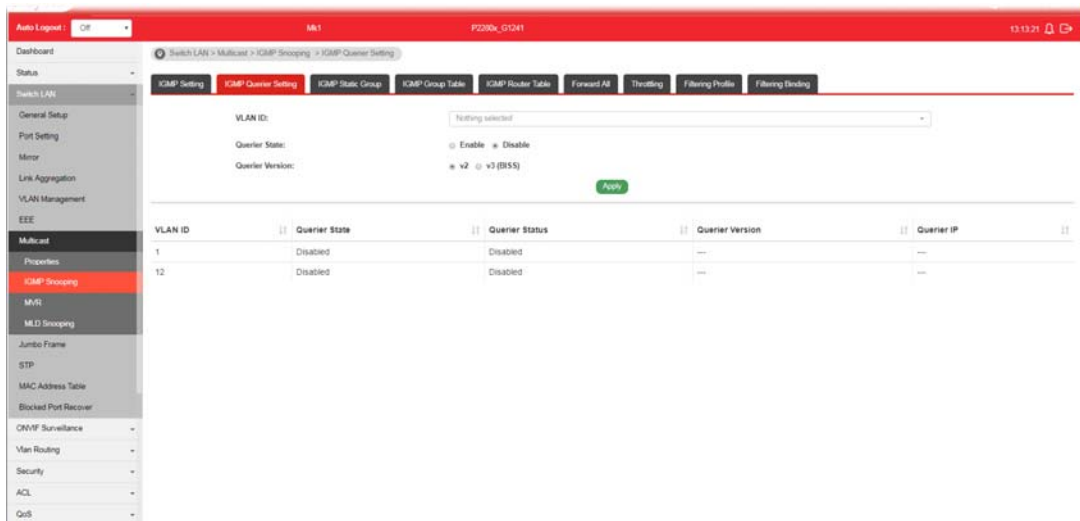 Auto Logout : Off Mk1 P2280x_G1241 13:13:21
Dashboard
Status
Switch LAN
General Setup
Port Setting
Mirror
Link Aggregation
VLAN Management
EEE
Multicast
Properties
IGMP Snooping
MVR
MLD Snooping
Jumbo Frame
STP
MAC Address Table
Blocked Port Recover
ONVIF Surveillance
Vlan Routing
Security
ACL
QoS
Switch LAN > Multicast > IGMP Snooping > IGMP Querier Setting
IGMP Setting IGMP Querier Setting IGMP Static Group IGMP Group Table IGMP Router Table Forward All Throttling Filtering Profile Filtering Binding
VLAN ID: Nothing selected
Querier State: Enable Disable
Querier Version: v2 v3 (BISS)
Apply
VLAN ID Querier State Querier Status Querier Version Querier IP
1 Disabled Disabled --- ---
12 Disabled Disabled --- ---